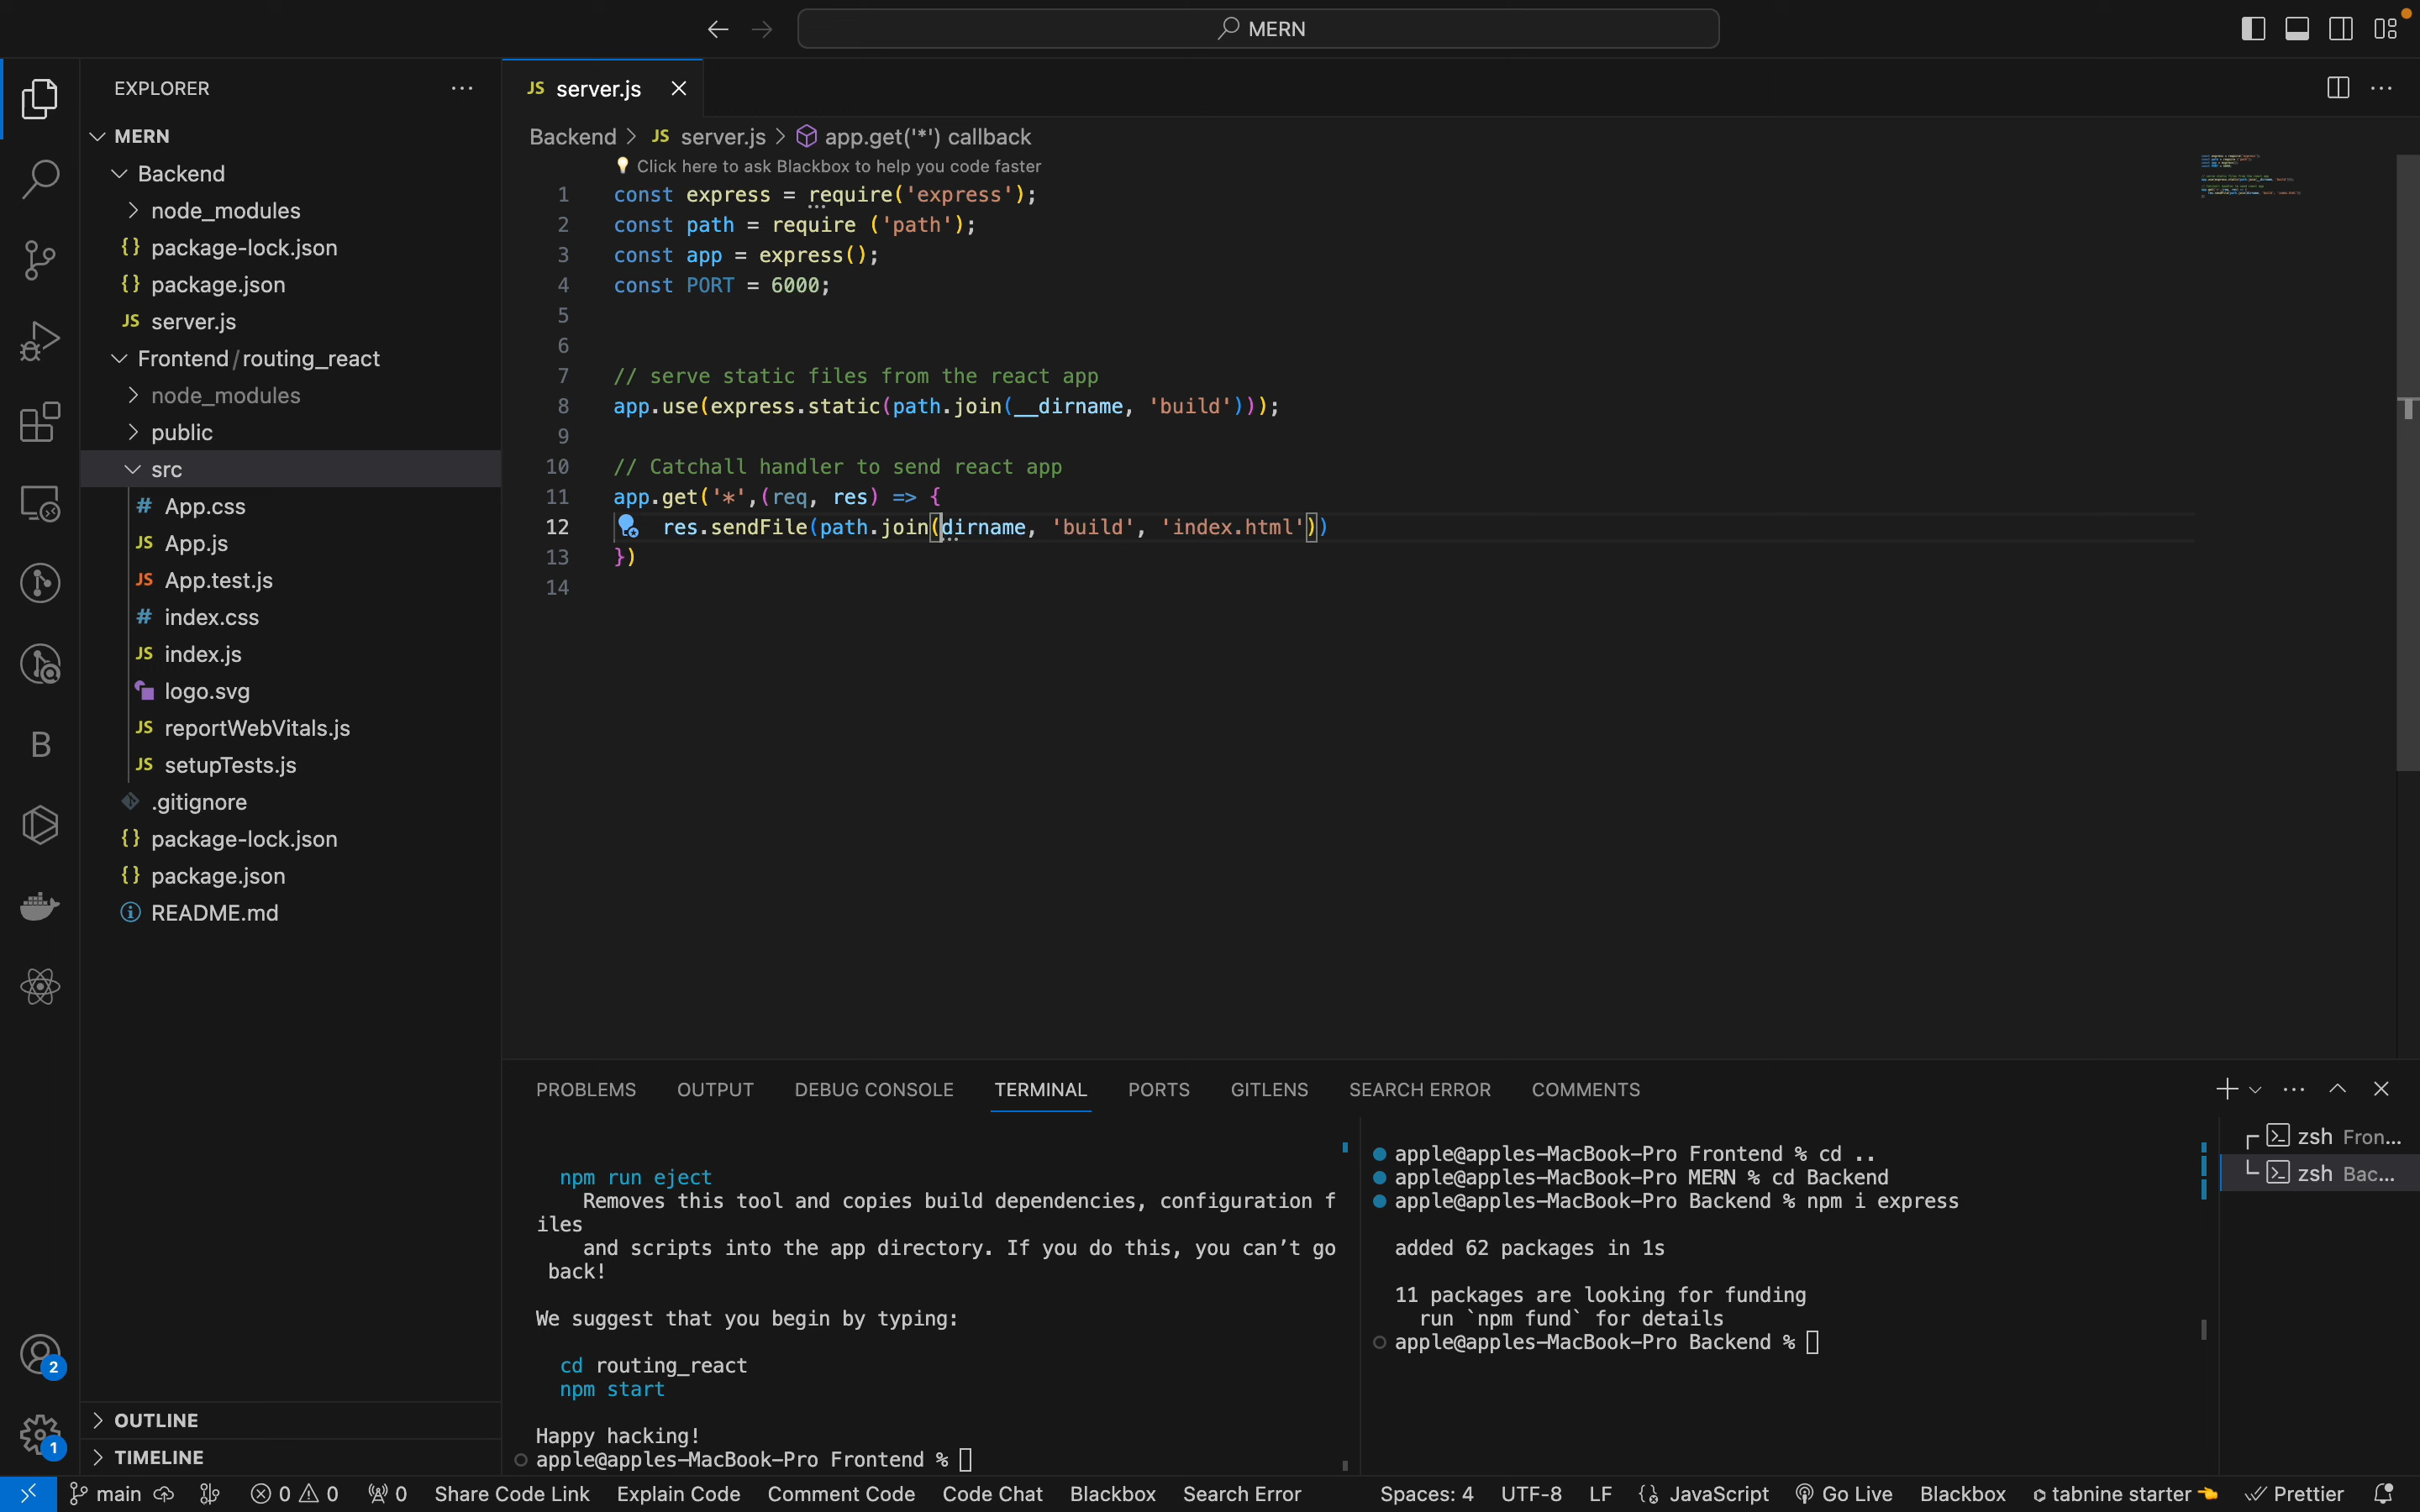 MERN
EXPLORER
MERN
Backend
node_modules
package-lock.json
package.json
server.js
Frontend/routing_react
node_modules
public
src
App.css
App.js
App.test.js
index.css
index.js
logo.svg
reportWebVitals.js
setupTests.js
.gitignore
package-lock.json
package.json
README.md
OUTLINE
TIMELINE
JS server.js
Backend > JS server.js > app.get('*') callback
Click here to ask Blackbox to help you code faster
1 const express = require('express');
2 const path = require ('path');
3 const app = express();
4 const PORT = 6000;
5
6
7 // serve static files from the react app
8 app.use(express.static(path.join(__dirname, 'build')));
9
10 // Catchall handler to send react app
11 app.get('*',(req, res) => {
12 res.sendFile(path.join(dirname, 'build', 'index.html'))
13 })
14
PROBLEMS OUTPUT DEBUG CONSOLE TERMINAL PORTS GITLENS SEARCH ERROR COMMENTS
npm run eject
Removes this tool and copies build dependencies, configuration f
iles
and scripts into the app directory. If you do this, you can’t go
back!
We suggest that you begin by typing:
cd routing_react
npm start
Happy hacking!
apple@apples-MacBook-Pro Frontend %
apple@apples-MacBook-Pro Frontend % cd ..
apple@apples-MacBook-Pro MERN % cd Backend
apple@apples-MacBook-Pro Backend % npm i express
added 62 packages in 1s
11 packages are looking for funding
run `npm fund` for details
apple@apples-MacBook-Pro Backend %
zsh Fron...
zsh Bac...
2
1
main 0 0 0 Share Code Link Explain Code Comment Code Code Chat Blackbox Search Error Spaces: 4 UTF-8 LF JavaScript Go Live Blackbox tabnine starter Prettier